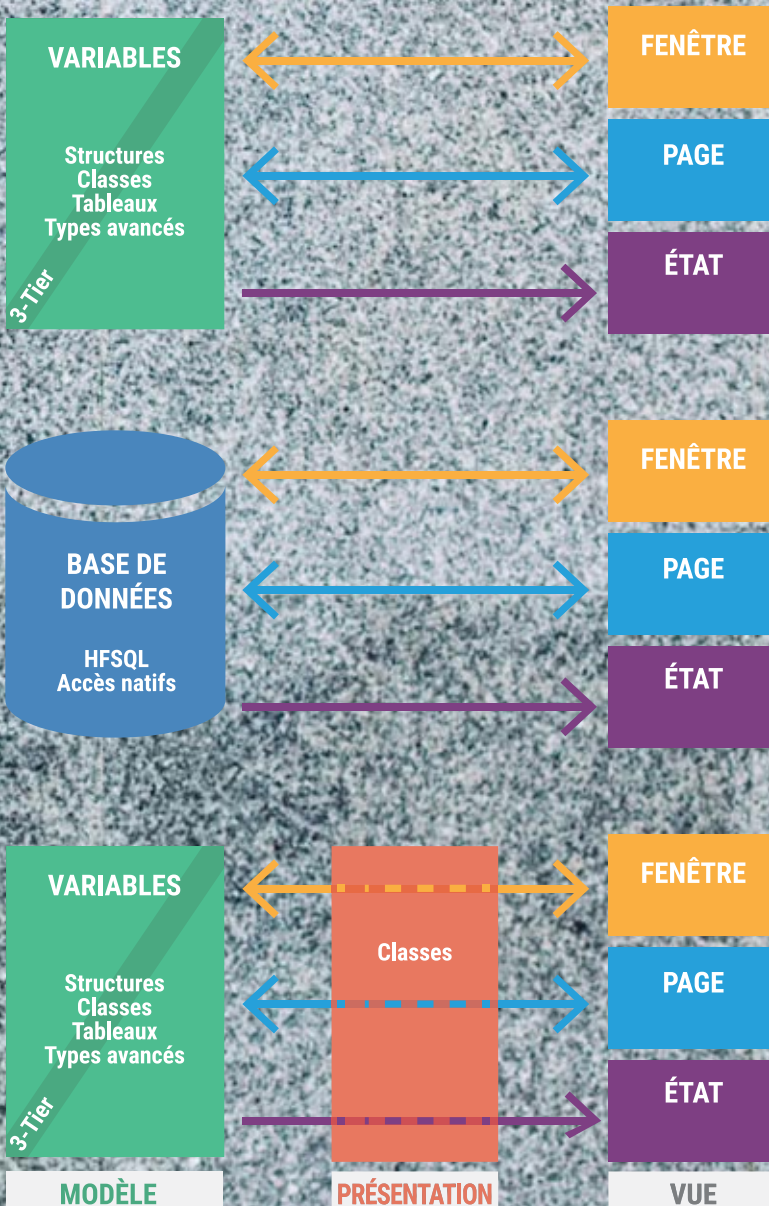 VARIABLES
Structures
Classes
Tableaux
Types avancés
3-Tier
FENÊTRE
PAGE
ÉTAT
BASE DE
DONNÉES
HFSQL
Accès natifs
FENÊTRE
PAGE
ÉTAT
VARIABLES
Structures
Classes
Tableaux
Types avancés
3-Tier
Classes
FENÊTRE
PAGE
ÉTAT
MODÈLE
PRÉSENTATION
VUE